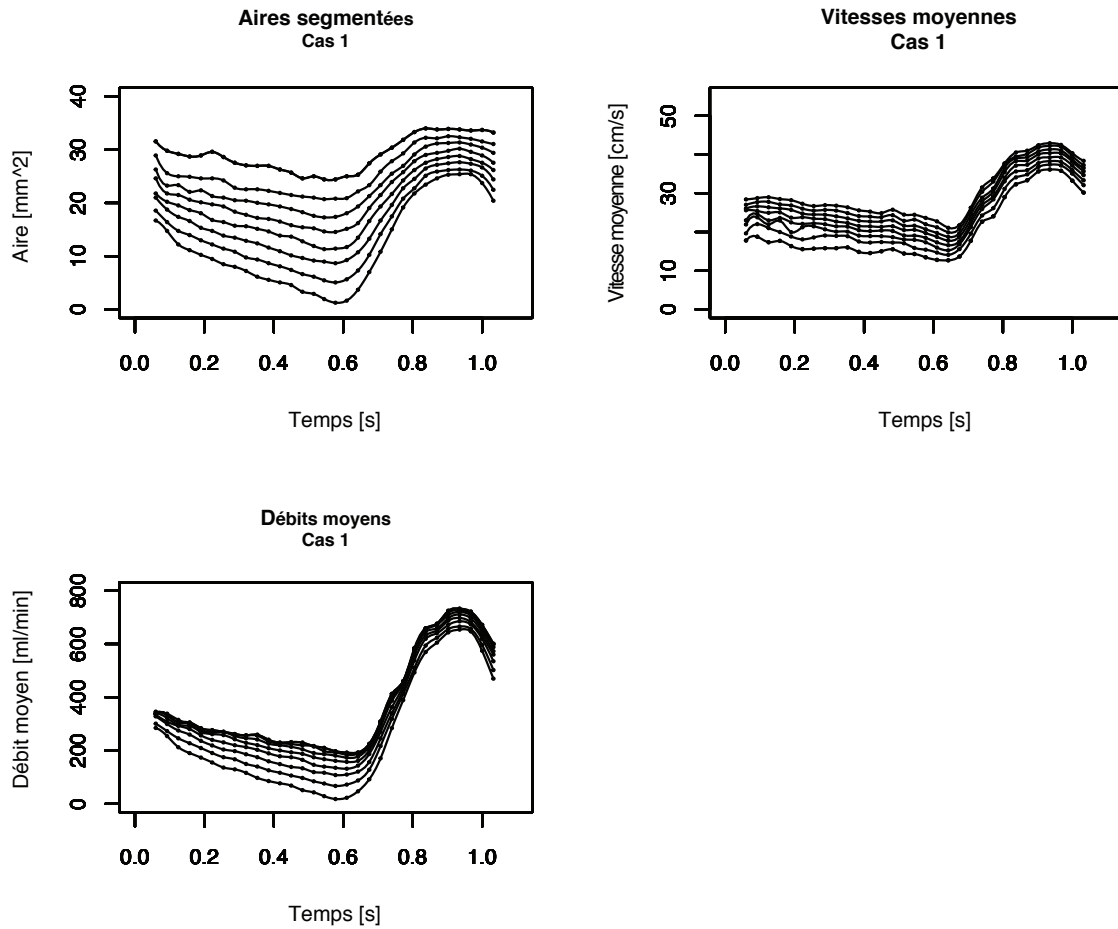 Aires segmentées
Cas 1
Aire [mm^2]
40
30
20
10
0
0.0 0.2 0.4 0.6 0.8 1.0
Temps [s]
Vitesses moyennes
Cas 1
Vitesse moyenne [cm/s]
50
30
10
0
0.0 0.2 0.4 0.6 0.8 1.0
Temps [s]
Débits moyens
Cas 1
Débit moyen [ml/min]
800
600
400
200
0
0.0 0.2 0.4 0.6 0.8 1.0
Temps [s]